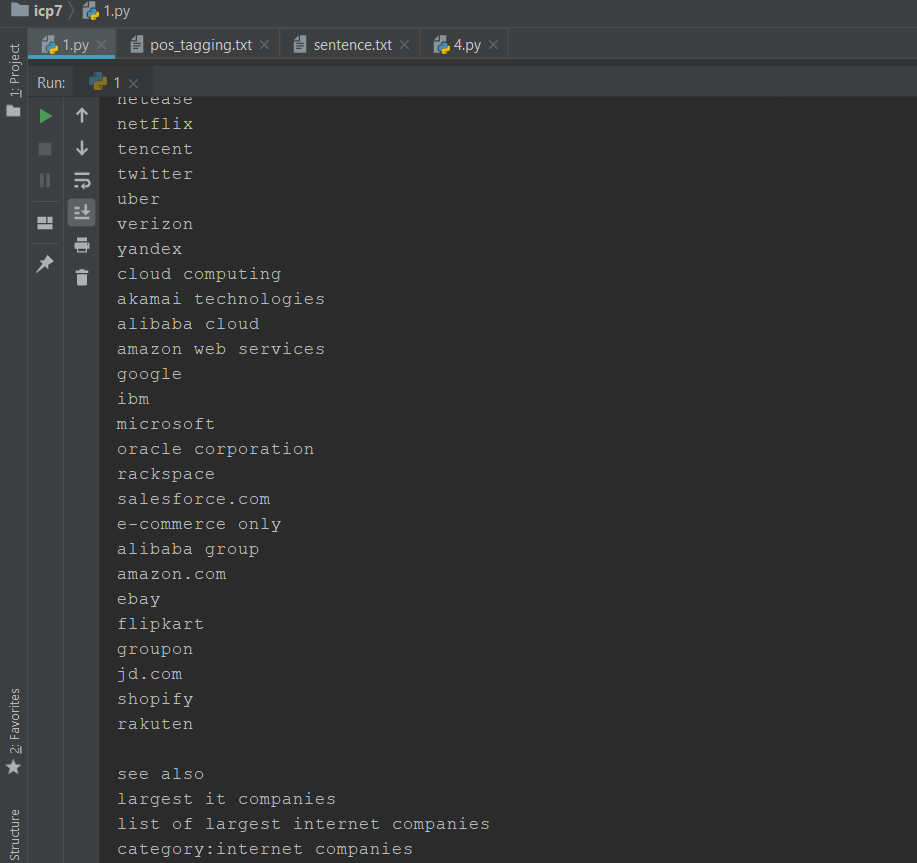 icp7 1.py
1.py pos_tagging.txt sentence.txt 4.py
1: Project
Run: 1
netease
netflix
tencent
twitter
uber
verizon
yandex
cloud computing
akamai technologies
alibaba cloud
amazon web services
google
ibm
microsoft
oracle corporation
rackspace
salesforce.com
e-commerce only
alibaba group
amazon.com
ebay
flipkart
groupon
jd.com
shopify
rakuten
see also
largest it companies
list of largest internet companies
category:internet companies
2: Favorites
Structure